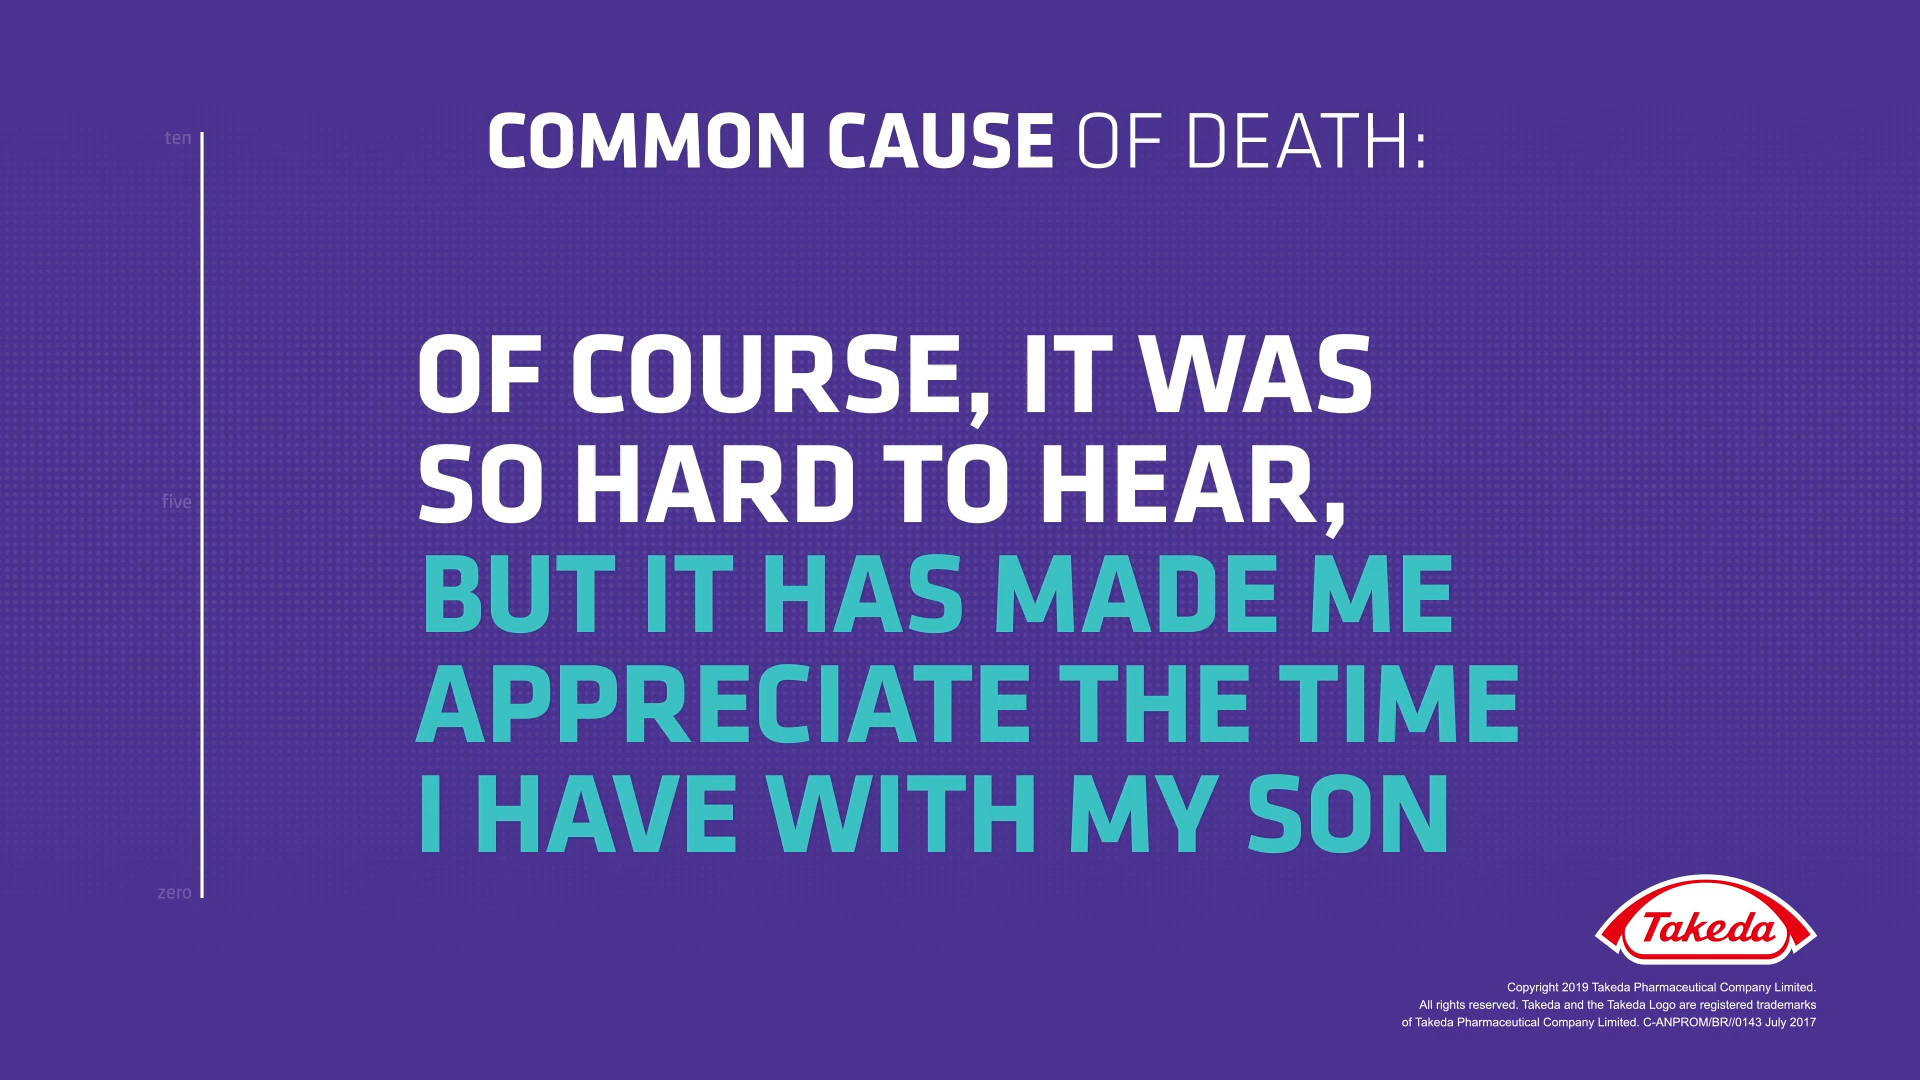 COMMON CAUSE OF DEATH:
ten
OF COURSE, IT WAS
SO HARD TO HEAR,
five
BUT IT HAS MADE ME
APPRECIATE THE TIME
I HAVE WITH MY SON
zero
Takeda
Copyright 2019 Takeda Pharmaceutical Company Limited.
All rights reserved. Takeda and the Takeda Logo are registered trademarks
of Takeda Pharmaceutical Company Limited. C-ANPROM/BR//0143 July 2017